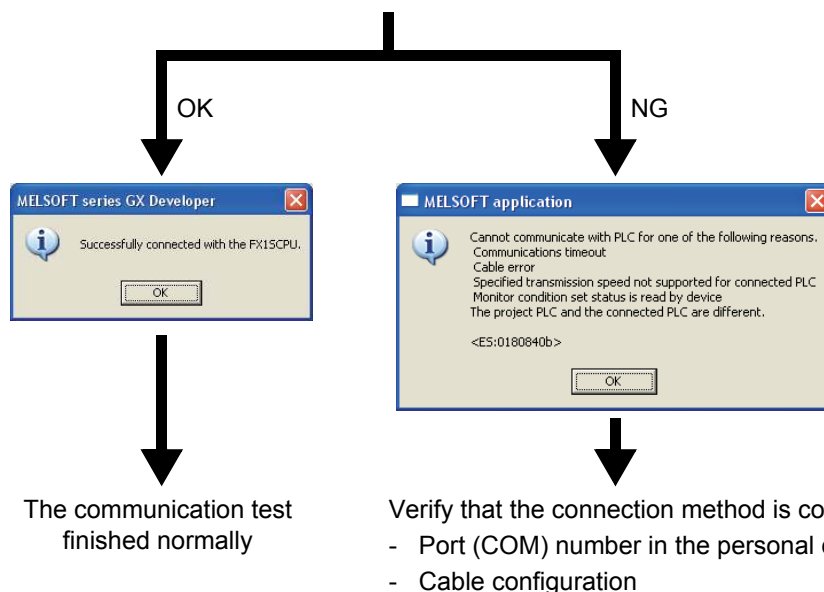 OK
NG
MELSOFT series GX Developer
Successfully connected with the FX1SCPU.
OK
MELSOFT application
Cannot communicate with PLC for one of the following reasons.
Communications timeout
Cable error
Specified transmission speed not supported for connected PLC
Monitor condition set status is read by device
The project PLC and the connected PLC are different.
<ES:0180840b>
OK
The communication test
finished normally
Verify that the connection method is
- Port (COM) number in the personal
- Cable configuration